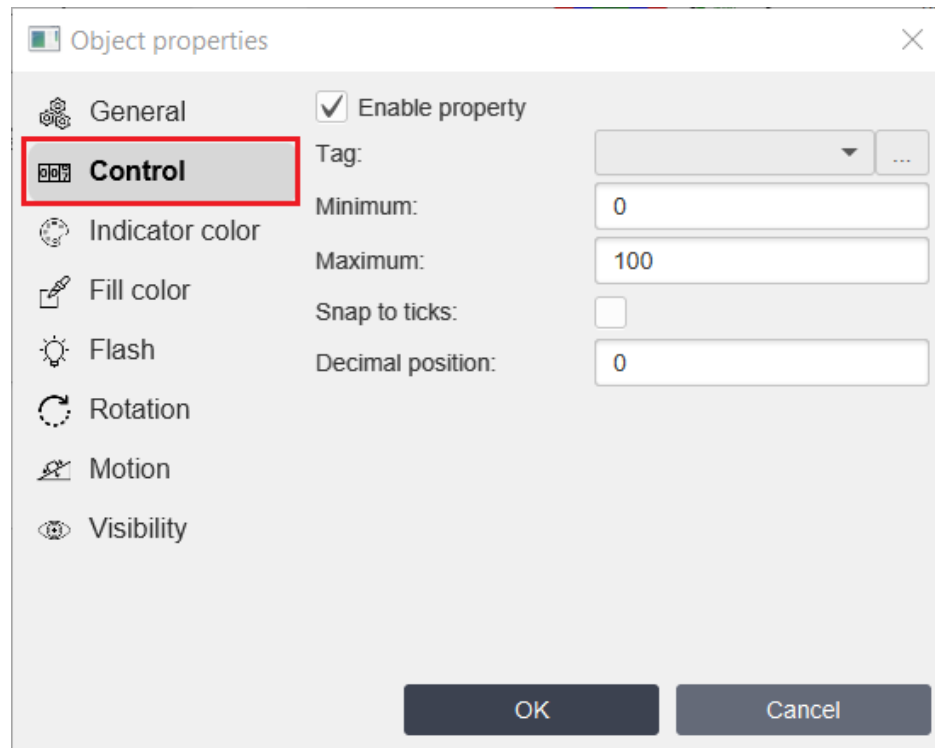 Object properties
General
Control
Indicator color
Fill color
Flash
Rotation
Motion
Visibility
Enable property
Tag: ...
Minimum: 0
Maximum: 100
Snap to ticks:
Decimal position: 0
OK Cancel